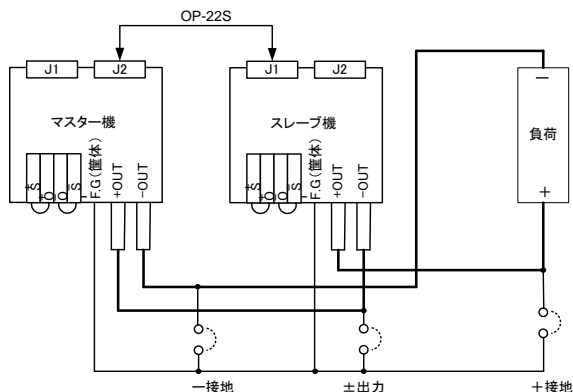 OP-22S
J1
J2
J1
J2
マスター機
スレーブ機
負荷
−
+
+S
+O
−O
−S
F.G(筐体)
+OUT
−OUT
+S
+O
−O
−S
F.G(筐体)
+OUT
−OUT
−接地
±出力
+接地